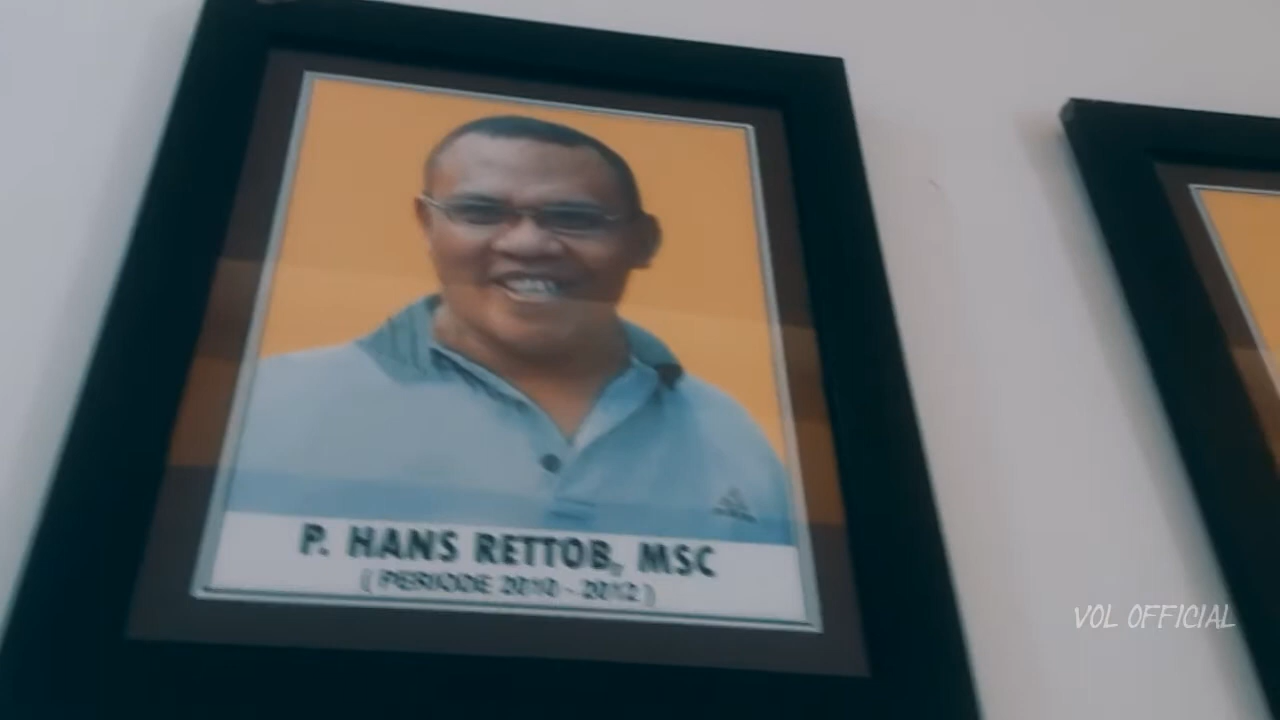 P. HANS RETTOB, MSC
( PERIODE 2010 - 2012 )
VOL OFFICIAL